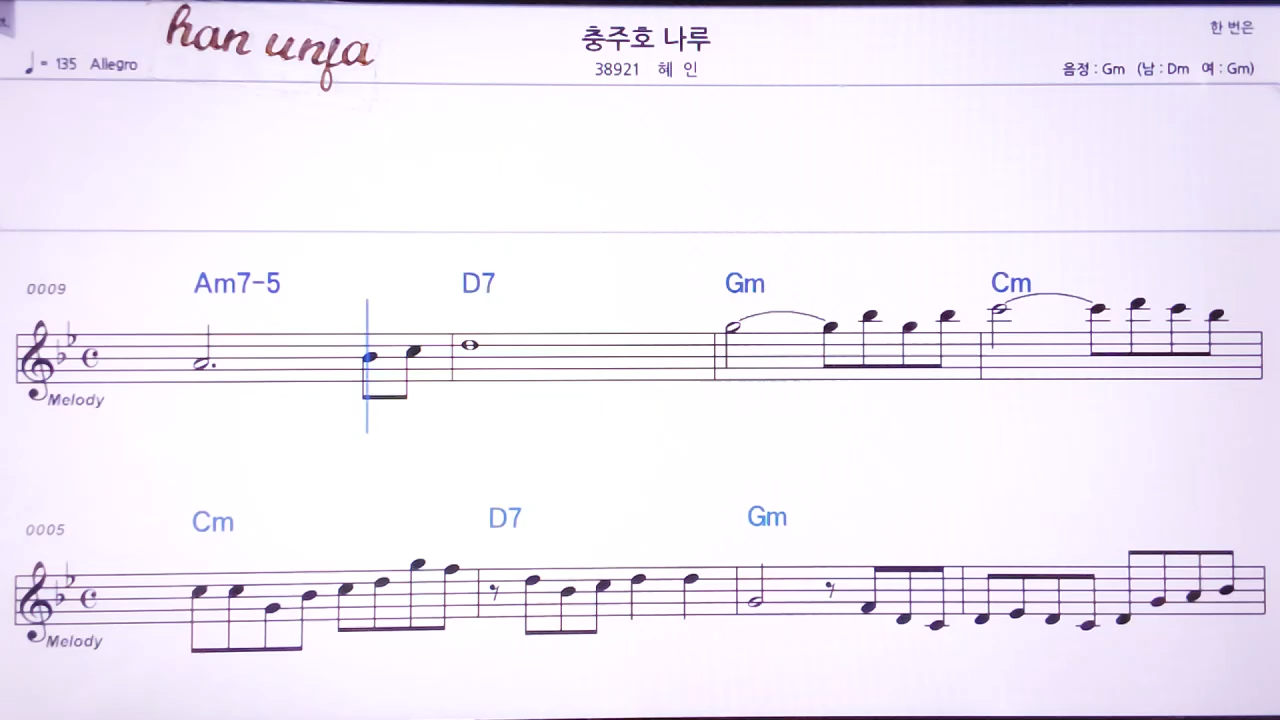 han unfa
충주호 나루
한 번은
♩= 135 Allegro
38921 혜 인
음정 : Gm (남 : Dm 여 : Gm)
0009 Am7-5 D7 Gm Cm
Melody
0005 Cm D7 Gm
Melody